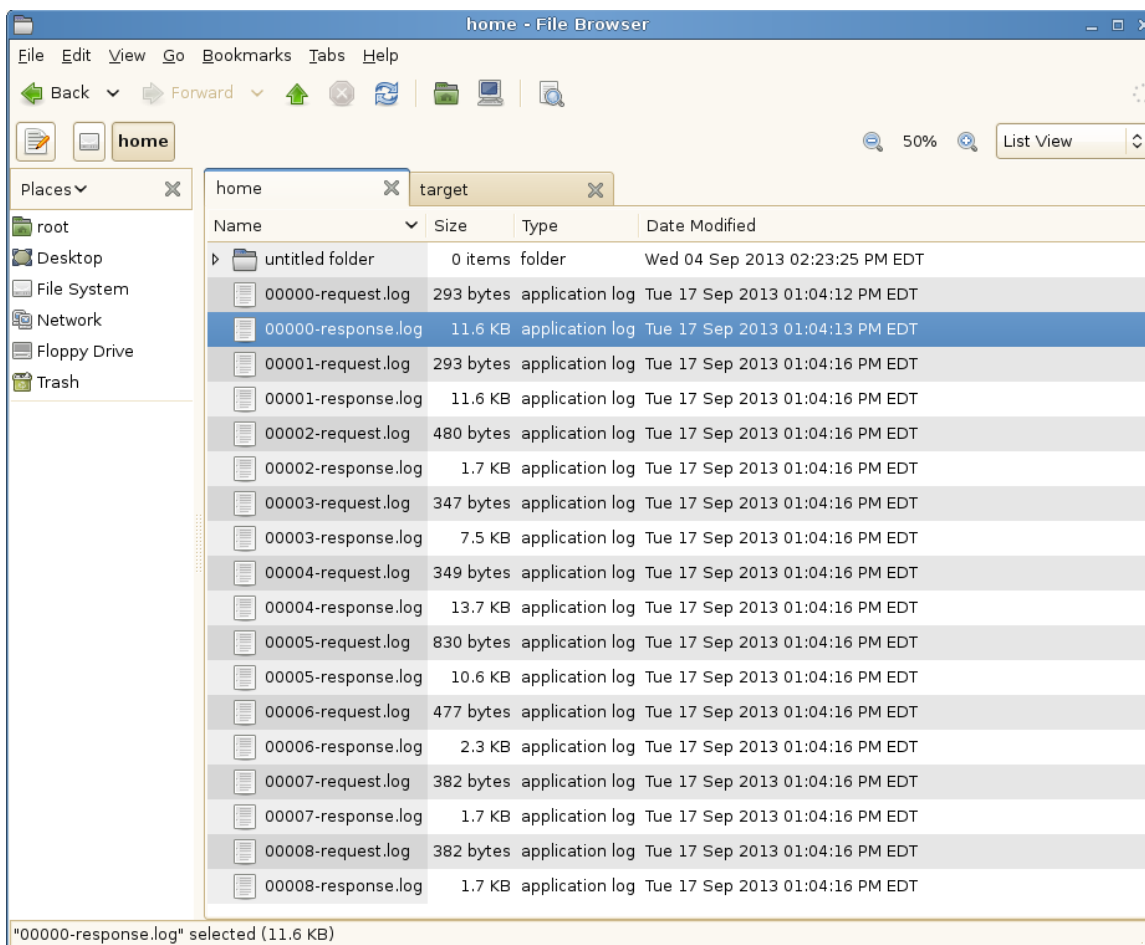 home - File Browser
File Edit View Go Bookmarks Tabs Help
Back Forward
home 50% List View
Places home target
Name Size Type Date Modified
root
Desktop
File System
Network
Floppy Drive
Trash
untitled folder 0 items folder Wed 04 Sep 2013 02:23:25 PM EDT
00000-request.log 293 bytes application log Tue 17 Sep 2013 01:04:12 PM EDT
00000-response.log 11.6 KB application log Tue 17 Sep 2013 01:04:13 PM EDT
00001-request.log 293 bytes application log Tue 17 Sep 2013 01:04:16 PM EDT
00001-response.log 11.6 KB application log Tue 17 Sep 2013 01:04:16 PM EDT
00002-request.log 480 bytes application log Tue 17 Sep 2013 01:04:16 PM EDT
00002-response.log 1.7 KB application log Tue 17 Sep 2013 01:04:16 PM EDT
00003-request.log 347 bytes application log Tue 17 Sep 2013 01:04:16 PM EDT
00003-response.log 7.5 KB application log Tue 17 Sep 2013 01:04:16 PM EDT
00004-request.log 349 bytes application log Tue 17 Sep 2013 01:04:16 PM EDT
00004-response.log 13.7 KB application log Tue 17 Sep 2013 01:04:16 PM EDT
00005-request.log 830 bytes application log Tue 17 Sep 2013 01:04:16 PM EDT
00005-response.log 10.6 KB application log Tue 17 Sep 2013 01:04:16 PM EDT
00006-request.log 477 bytes application log Tue 17 Sep 2013 01:04:16 PM EDT
00006-response.log 2.3 KB application log Tue 17 Sep 2013 01:04:16 PM EDT
00007-request.log 382 bytes application log Tue 17 Sep 2013 01:04:16 PM EDT
00007-response.log 1.7 KB application log Tue 17 Sep 2013 01:04:16 PM EDT
00008-request.log 382 bytes application log Tue 17 Sep 2013 01:04:16 PM EDT
00008-response.log 1.7 KB application log Tue 17 Sep 2013 01:04:16 PM EDT
"00000-response.log" selected (11.6 KB)